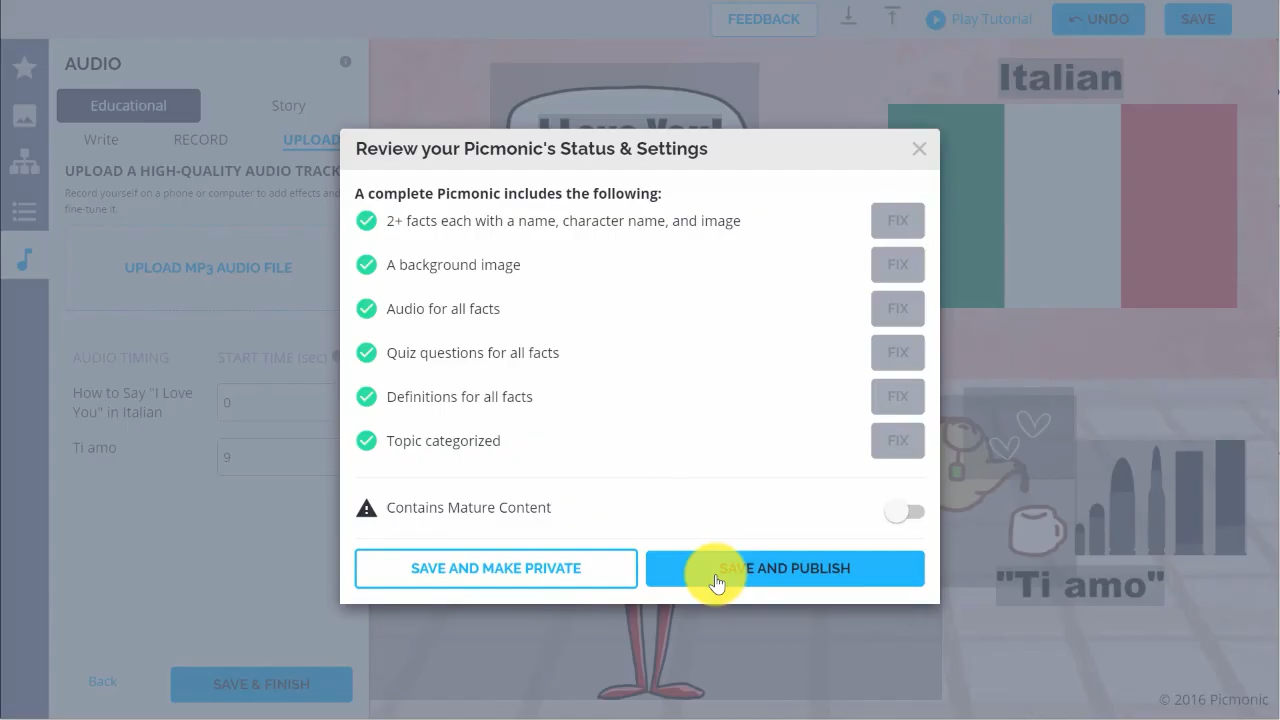 FEEDBACK
Play Tutorial
UNDO
SAVE
AUDIO
Educational
Story
Write
RECORD
UPLOAD
UPLOAD A HIGH-QUALITY AUDIO TRACK
Record yourself on a phone or computer to add effects and
fine-tune it.
UPLOAD MP3 AUDIO FILE
AUDIO TIMING
START TIME (sec)
How to Say "I Love
You" in Italian
0
Ti amo
9
Back
SAVE & FINISH
I Love You!
Italian
Review your Picmonic's Status & Settings
A complete Picmonic includes the following:
2+ facts each with a name, character name, and image
FIX
A background image
FIX
Audio for all facts
FIX
Quiz questions for all facts
FIX
Definitions for all facts
FIX
Topic categorized
FIX
Contains Mature Content
SAVE AND MAKE PRIVATE
SAVE AND PUBLISH
"Ti amo"
© 2016 Picmonic